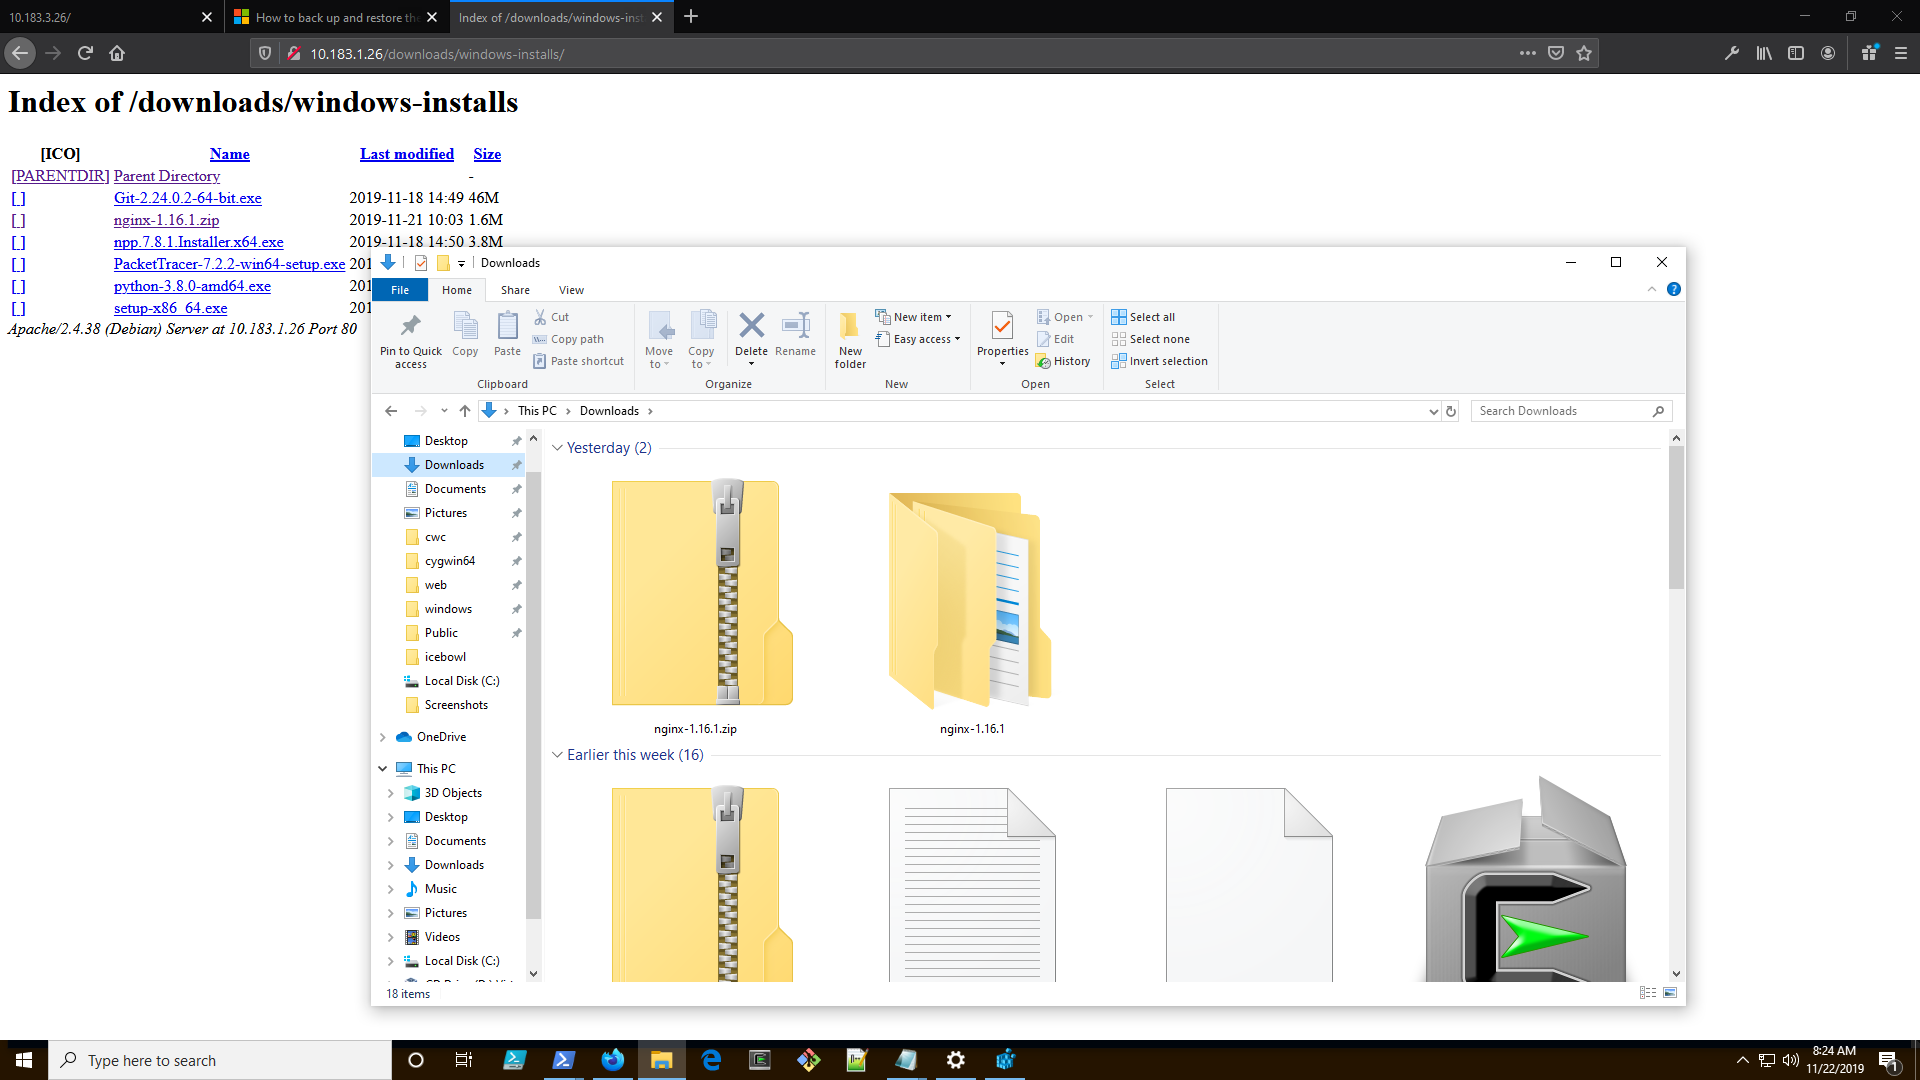 10.183.3.26/
How to back up and restore the
Index of /downloads/windows-inst
10.183.1.26/downloads/windows-installs/
Index of /downloads/windows-installs
[ICO] Name Last modified Size
[PARENTDIR] Parent Directory -
[ ] Git-2.24.0.2-64-bit.exe 2019-11-18 14:49 46M
[ ] nginx-1.16.1.zip 2019-11-21 10:03 1.6M
[ ] npp.7.8.1.Installer.x64.exe 2019-11-18 14:50 3.8M
[ ] PacketTracer-7.2.2-win64-setup.exe 201
[ ] python-3.8.0-amd64.exe 201
[ ] setup-x86_64.exe 201
Apache/2.4.38 (Debian) Server at 10.183.1.26 Port 80
Downloads
File Home Share View
Pin to Quick access
Copy
Paste
Cut
Copy path
Paste shortcut
Clipboard
Move to
Copy to
Delete
Rename
Organize
New folder
New item
Easy access
New
Properties
Open
Edit
History
Open
Select all
Select none
Invert selection
Select
This PC Downloads
Search Downloads
Desktop
Downloads
Documents
Pictures
cwc
cygwin64
web
windows
Public
icebowl
Local Disk (C:)
Screenshots
OneDrive
This PC
3D Objects
Desktop
Documents
Downloads
Music
Pictures
Videos
Local Disk (C:)
Yesterday (2)
nginx-1.16.1.zip
nginx-1.16.1
Earlier this week (16)
18 items
Type here to search
8:24 AM
11/22/2019
1